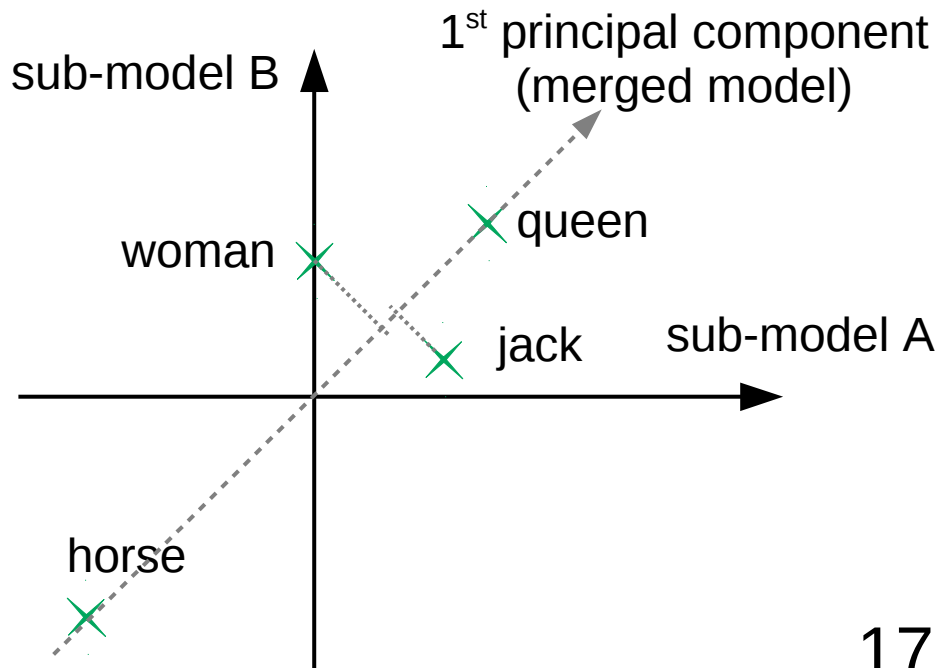 1st principal component
(merged model)
sub-model B
queen
woman
sub-model A
jack
horse
17